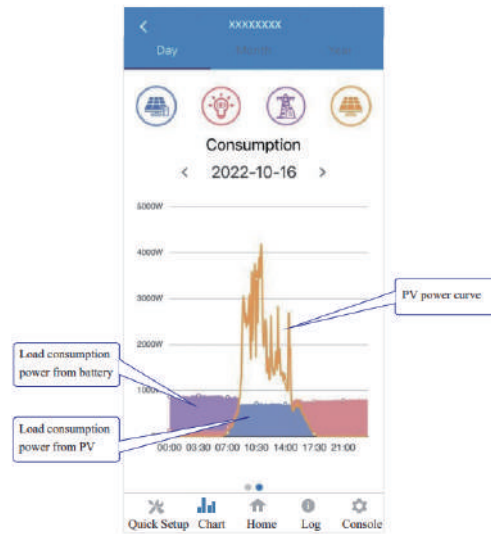 xxxxxxxx
Day Month
Consumption
2022-10-16
5000W
4000W
3000W
2000W
1000W
00:00 03:30 07:00 10:30 14:00 17:30 21:00
PV power curve
Load consumption
power from battery
Load consumption
power from PV
Quick Setup Chart Home Log Console